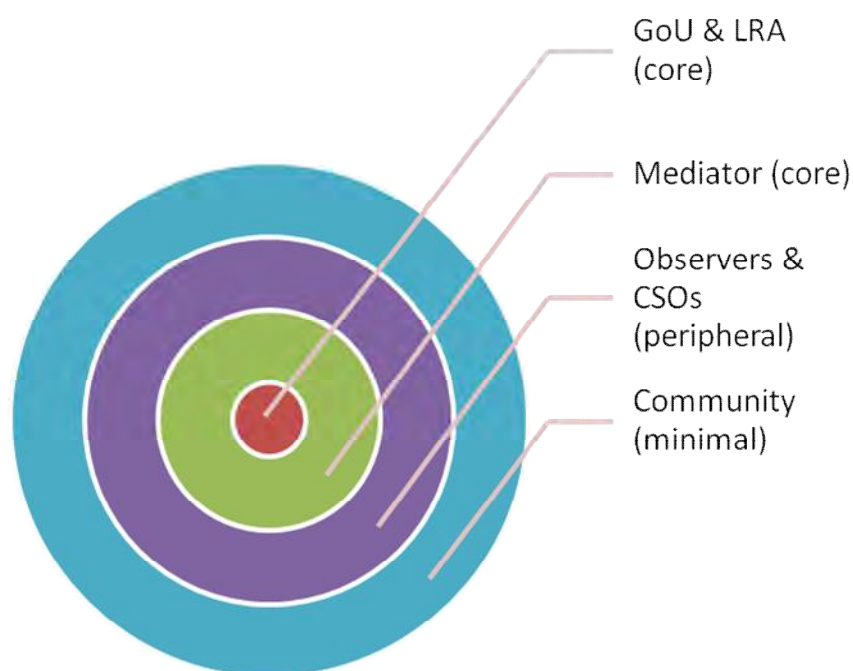 GoU & LRA
(core)
Mediator (core)
Observers &
CSOs
(peripheral)
Community
(minimal)